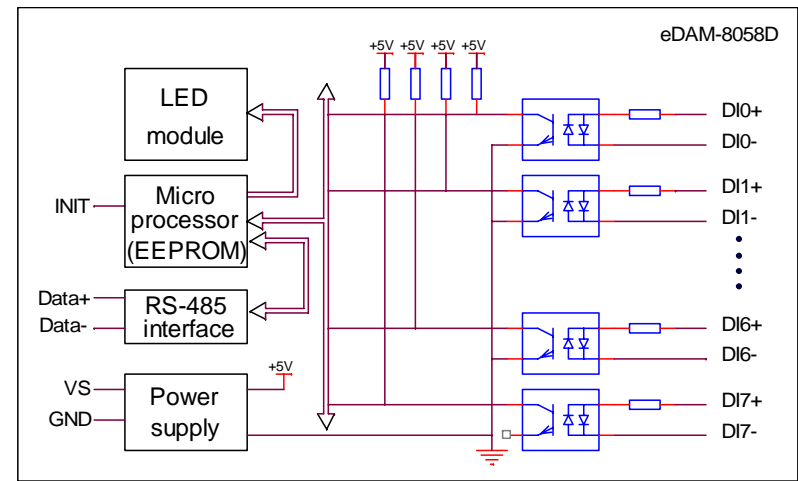 eDAM-8058D
+5V +5V +5V +5V
LED
module
DI0+
DI0-
Micro
processor
(EEPROM)
INIT
DI1+
DI1-
Data+
Data-
RS-485
interface
DI6+
DI6-
+5V
VS
GND
Power
supply
DI7+
DI7-